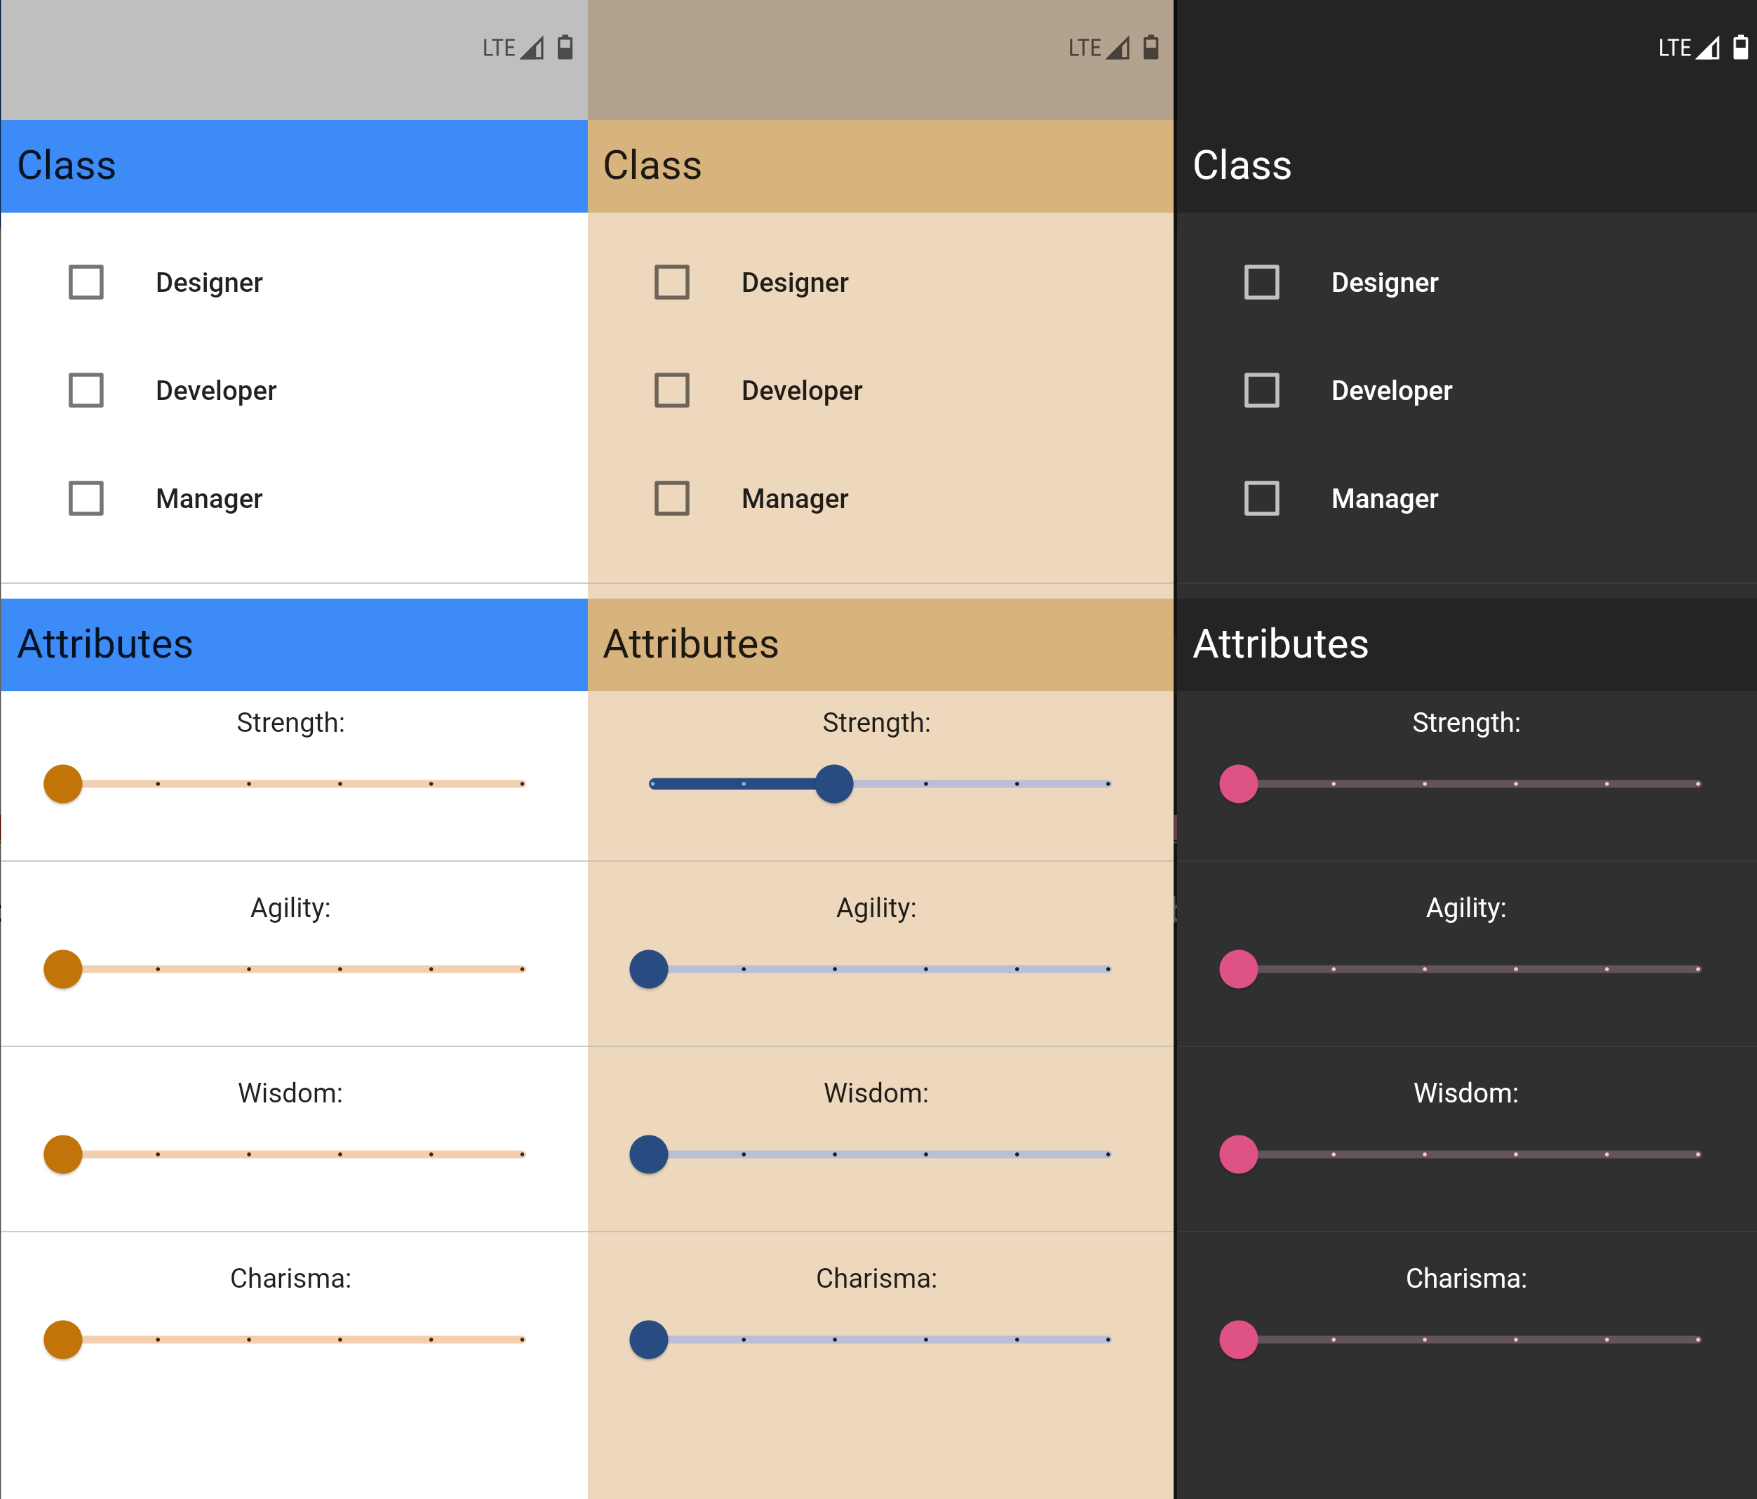 LTE
Class
Designer
Developer
Manager
Attributes
Strength:
Agility:
Wisdom:
Charisma:
LTE
Class
Designer
Developer
Manager
Attributes
Strength:
Agility:
Wisdom:
Charisma:
LTE
Class
Designer
Developer
Manager
Attributes
Strength:
Agility:
Wisdom:
Charisma: